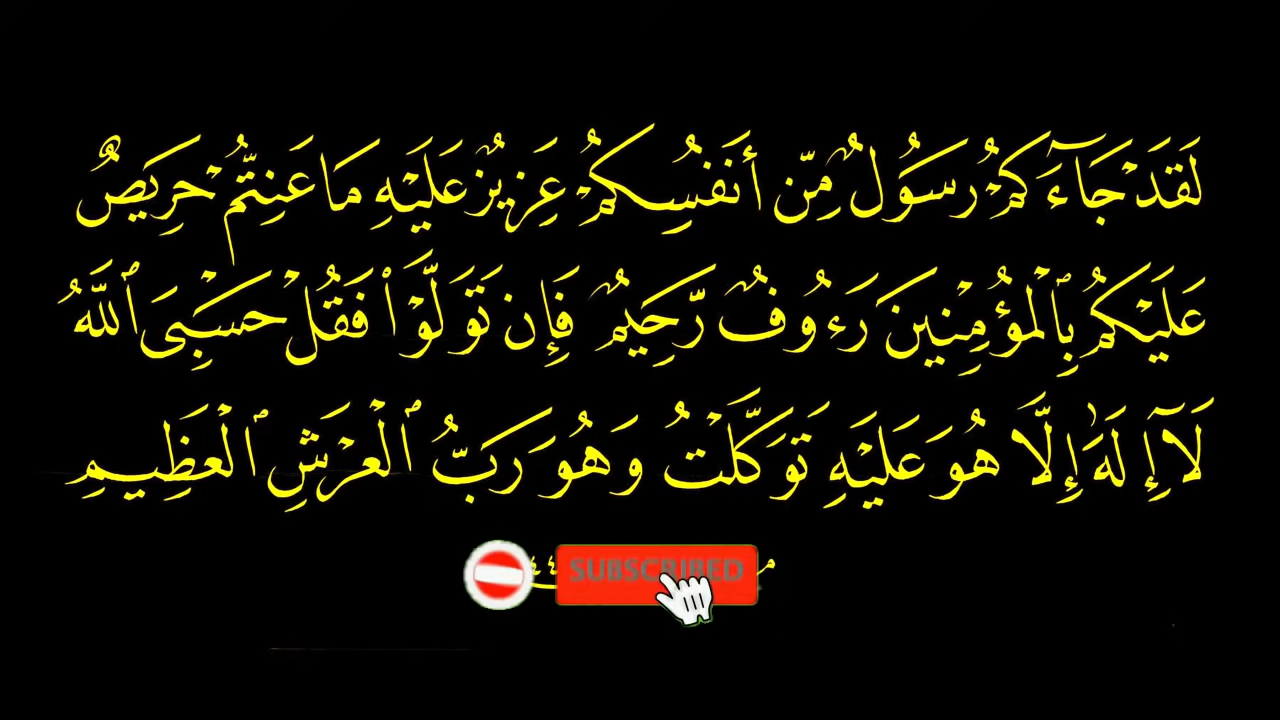 لَقَدْ جَآءَكُمْ رَسُولٌ مِّنْ أَنفُسِكُمْ عَزِيزٌ عَلَيْهِ مَا عَنِتُّمْ حَرِيصٌ
عَلَيْكُم بِٱلْمُؤْمِنِينَ رَءُوفٌ رَّحِيمٌ فَإِن تَوَلَّوْا۟ فَقُلْ حَسْبِىَ ٱللَّهُ
لَآ إِلَٰهَ إِلَّا هُوَ عَلَيْهِ تَوَكَّلْتُ وَهُوَ رَبُّ ٱلْعَرْشِ ٱلْعَظِيمِ
SUBSCRIBED